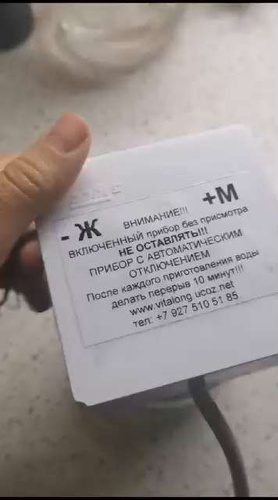 - Ж +М
ВНИМАНИЕ!!!
ВКЛЮЧЕННЫЙ прибор без присмотра
НЕ ОСТАВЛЯТЬ!!!
ПРИБОР С АВТОМАТИЧЕСКИМ
ОТКЛЮЧЕНИЕМ
После каждого приготовления воды
делать перерыв 10 минут!!!
www.vitalong.ucoz.net
тел: +7 927 510 51 85